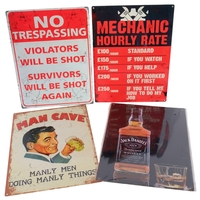 NO
TRESPASSING
VIOLATORS
WILL BE SHOT
SURVIVORS
WILL BE SHOT
AGAIN
MECHANIC
HOURLY RATE
£100 STANDARD
£150 IF YOU WATCH
£175 IF YOU HELP
£200 IF YOU WORKED
ON IT FIRST
£250 IF YOU TELL ME
HOW TO DO MY
JOB
MAN CAVE
MANLY MEN
DOING MANLY THINGS
JACK DANIEL'S